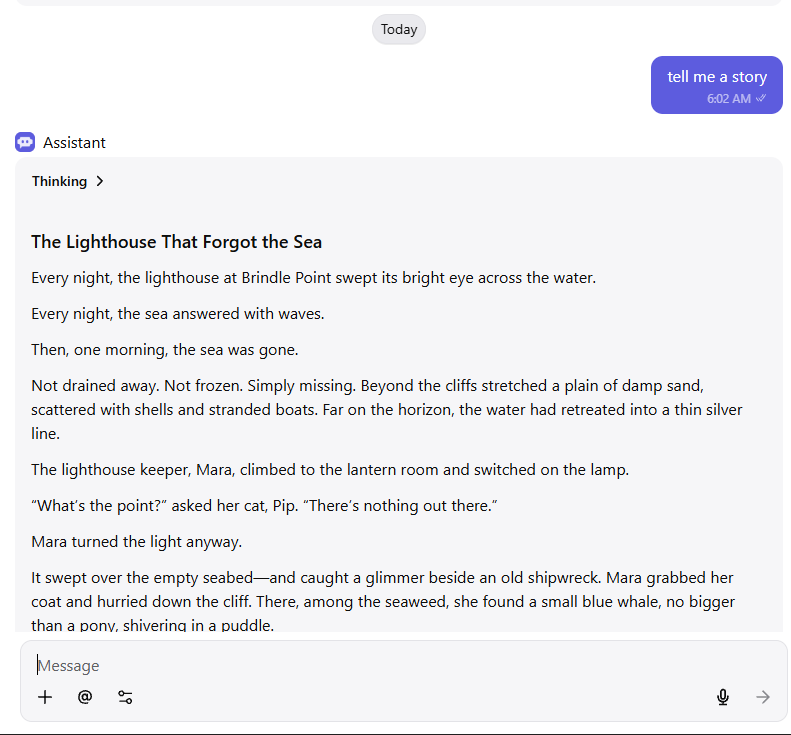 Today
tell me a story
6:02 AM
Assistant
Thinking
The Lighthouse That Forgot the Sea
Every night, the lighthouse at Brindle Point swept its bright eye across the water.
Every night, the sea answered with waves.
Then, one morning, the sea was gone.
Not drained away. Not frozen. Simply missing. Beyond the cliffs stretched a plain of damp sand,
scattered with shells and stranded boats. Far on the horizon, the water had retreated into a thin silver
line.
The lighthouse keeper, Mara, climbed to the lantern room and switched on the lamp.
“What’s the point?” asked her cat, Pip. “There’s nothing out there.”
Mara turned the light anyway.
It swept over the empty seabed—and caught a glimmer beside an old shipwreck. Mara grabbed her
coat and hurried down the cliff. There, among the seaweed, she found a small blue whale, no bigger
than a pony, shivering in a puddle.
Message